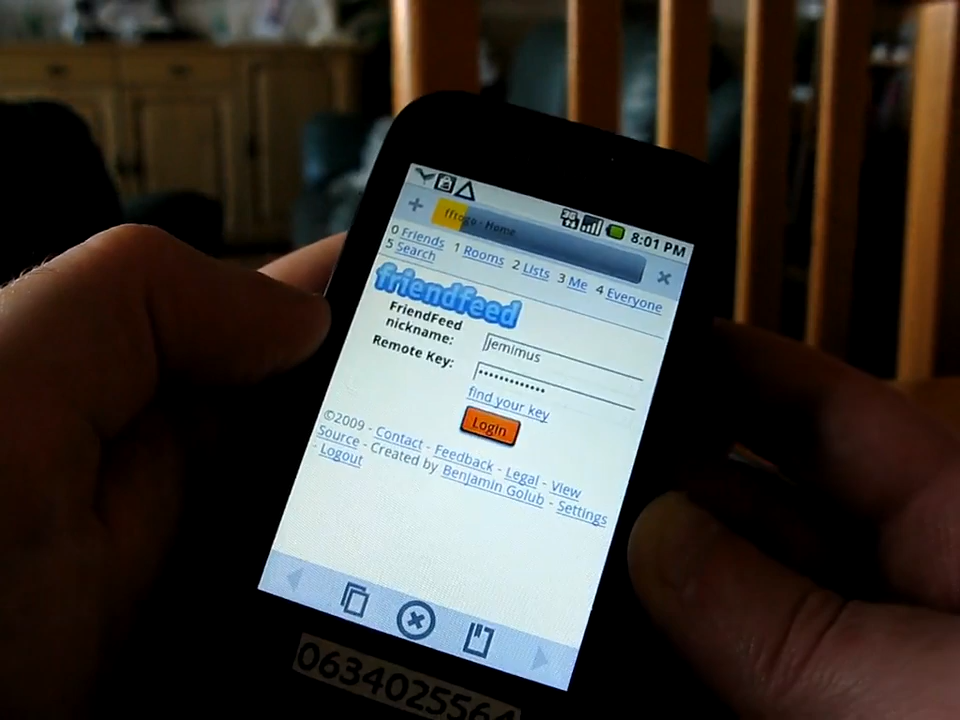 8:01 PM
fftogo - Home
0 Friends 1 Rooms 2 Lists 3 Me 4 Everyone
5 Search
friendfeed
FriendFeed
nickname:
Jemimus
Remote Key:
•••••••••••••
find your key
Login
©2009 - Contact - Feedback - Legal - View
Source - Created by Benjamin Golub - Settings
- Logout
0634025564